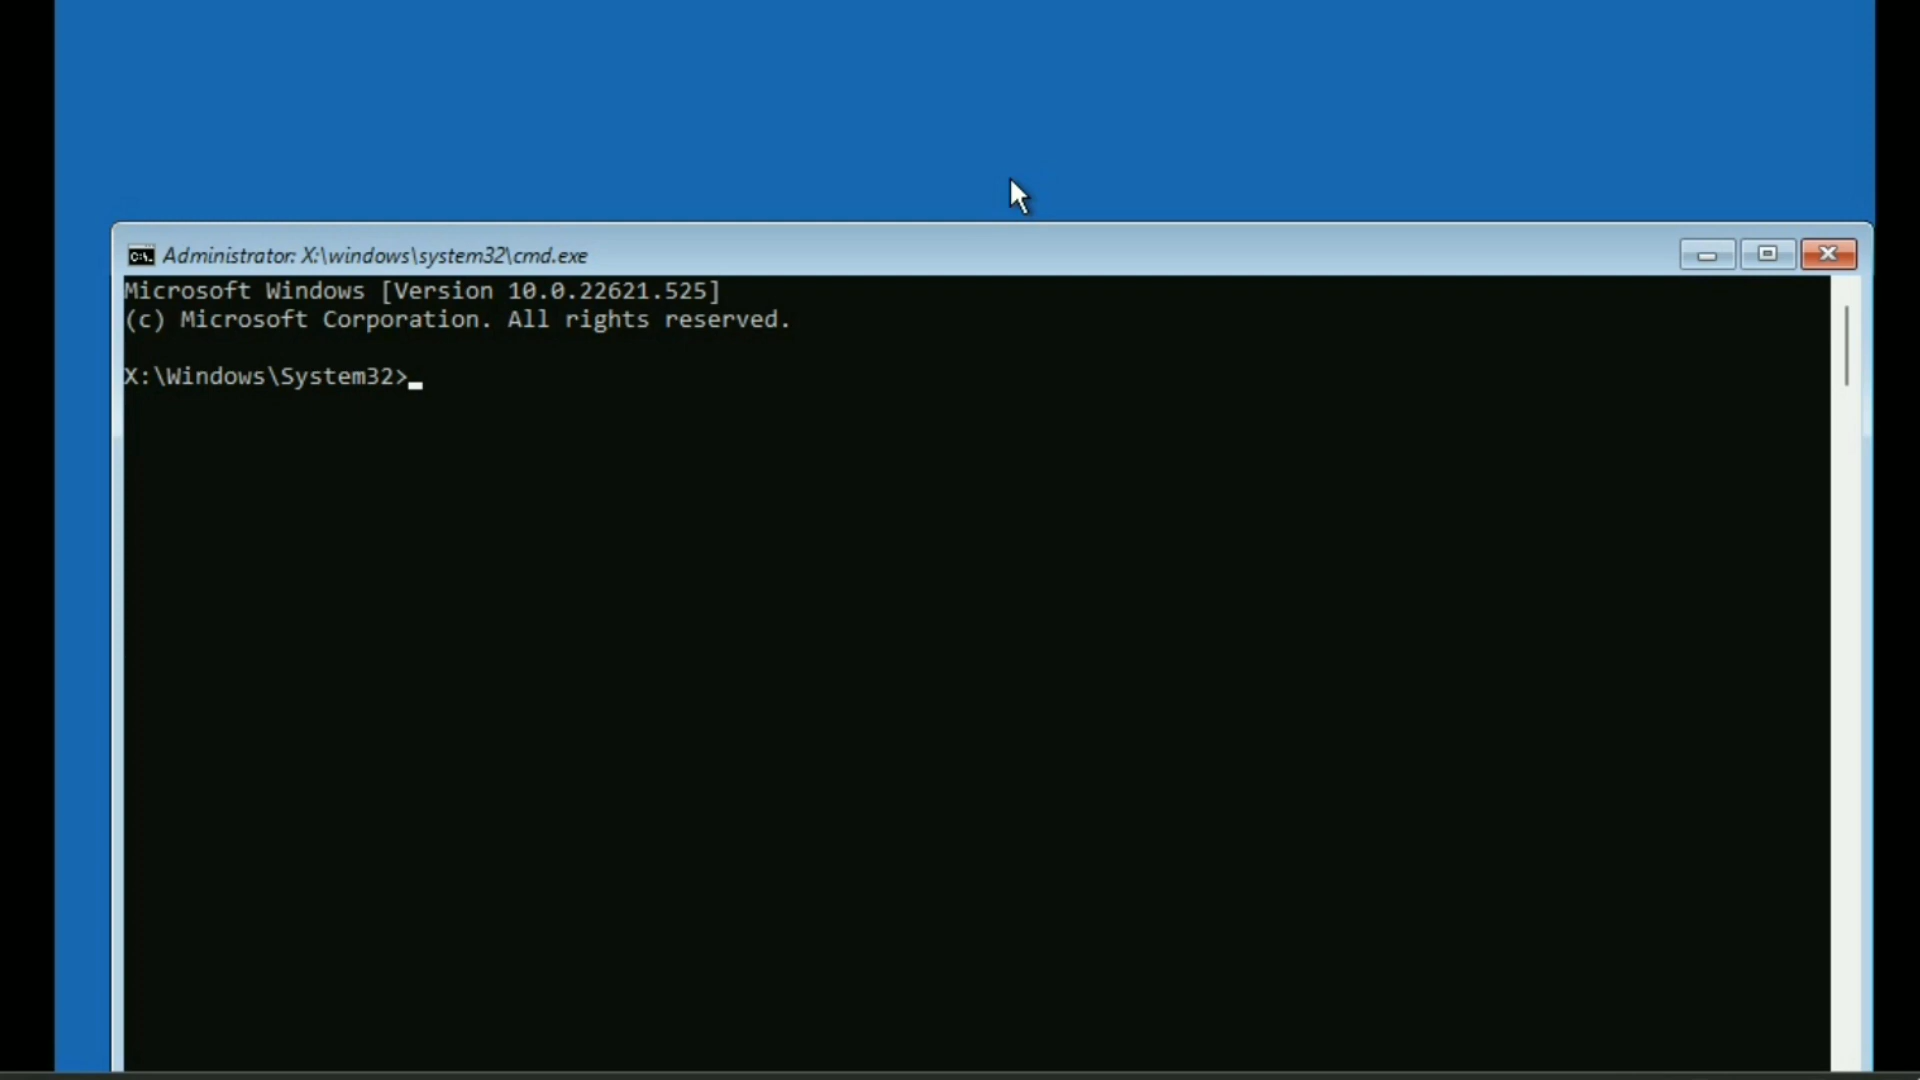 Administrator: X:\windows\system32\cmd.exe
Microsoft Windows [Version 10.0.22621.525]
(c) Microsoft Corporation. All rights reserved.
X:\Windows\System32>